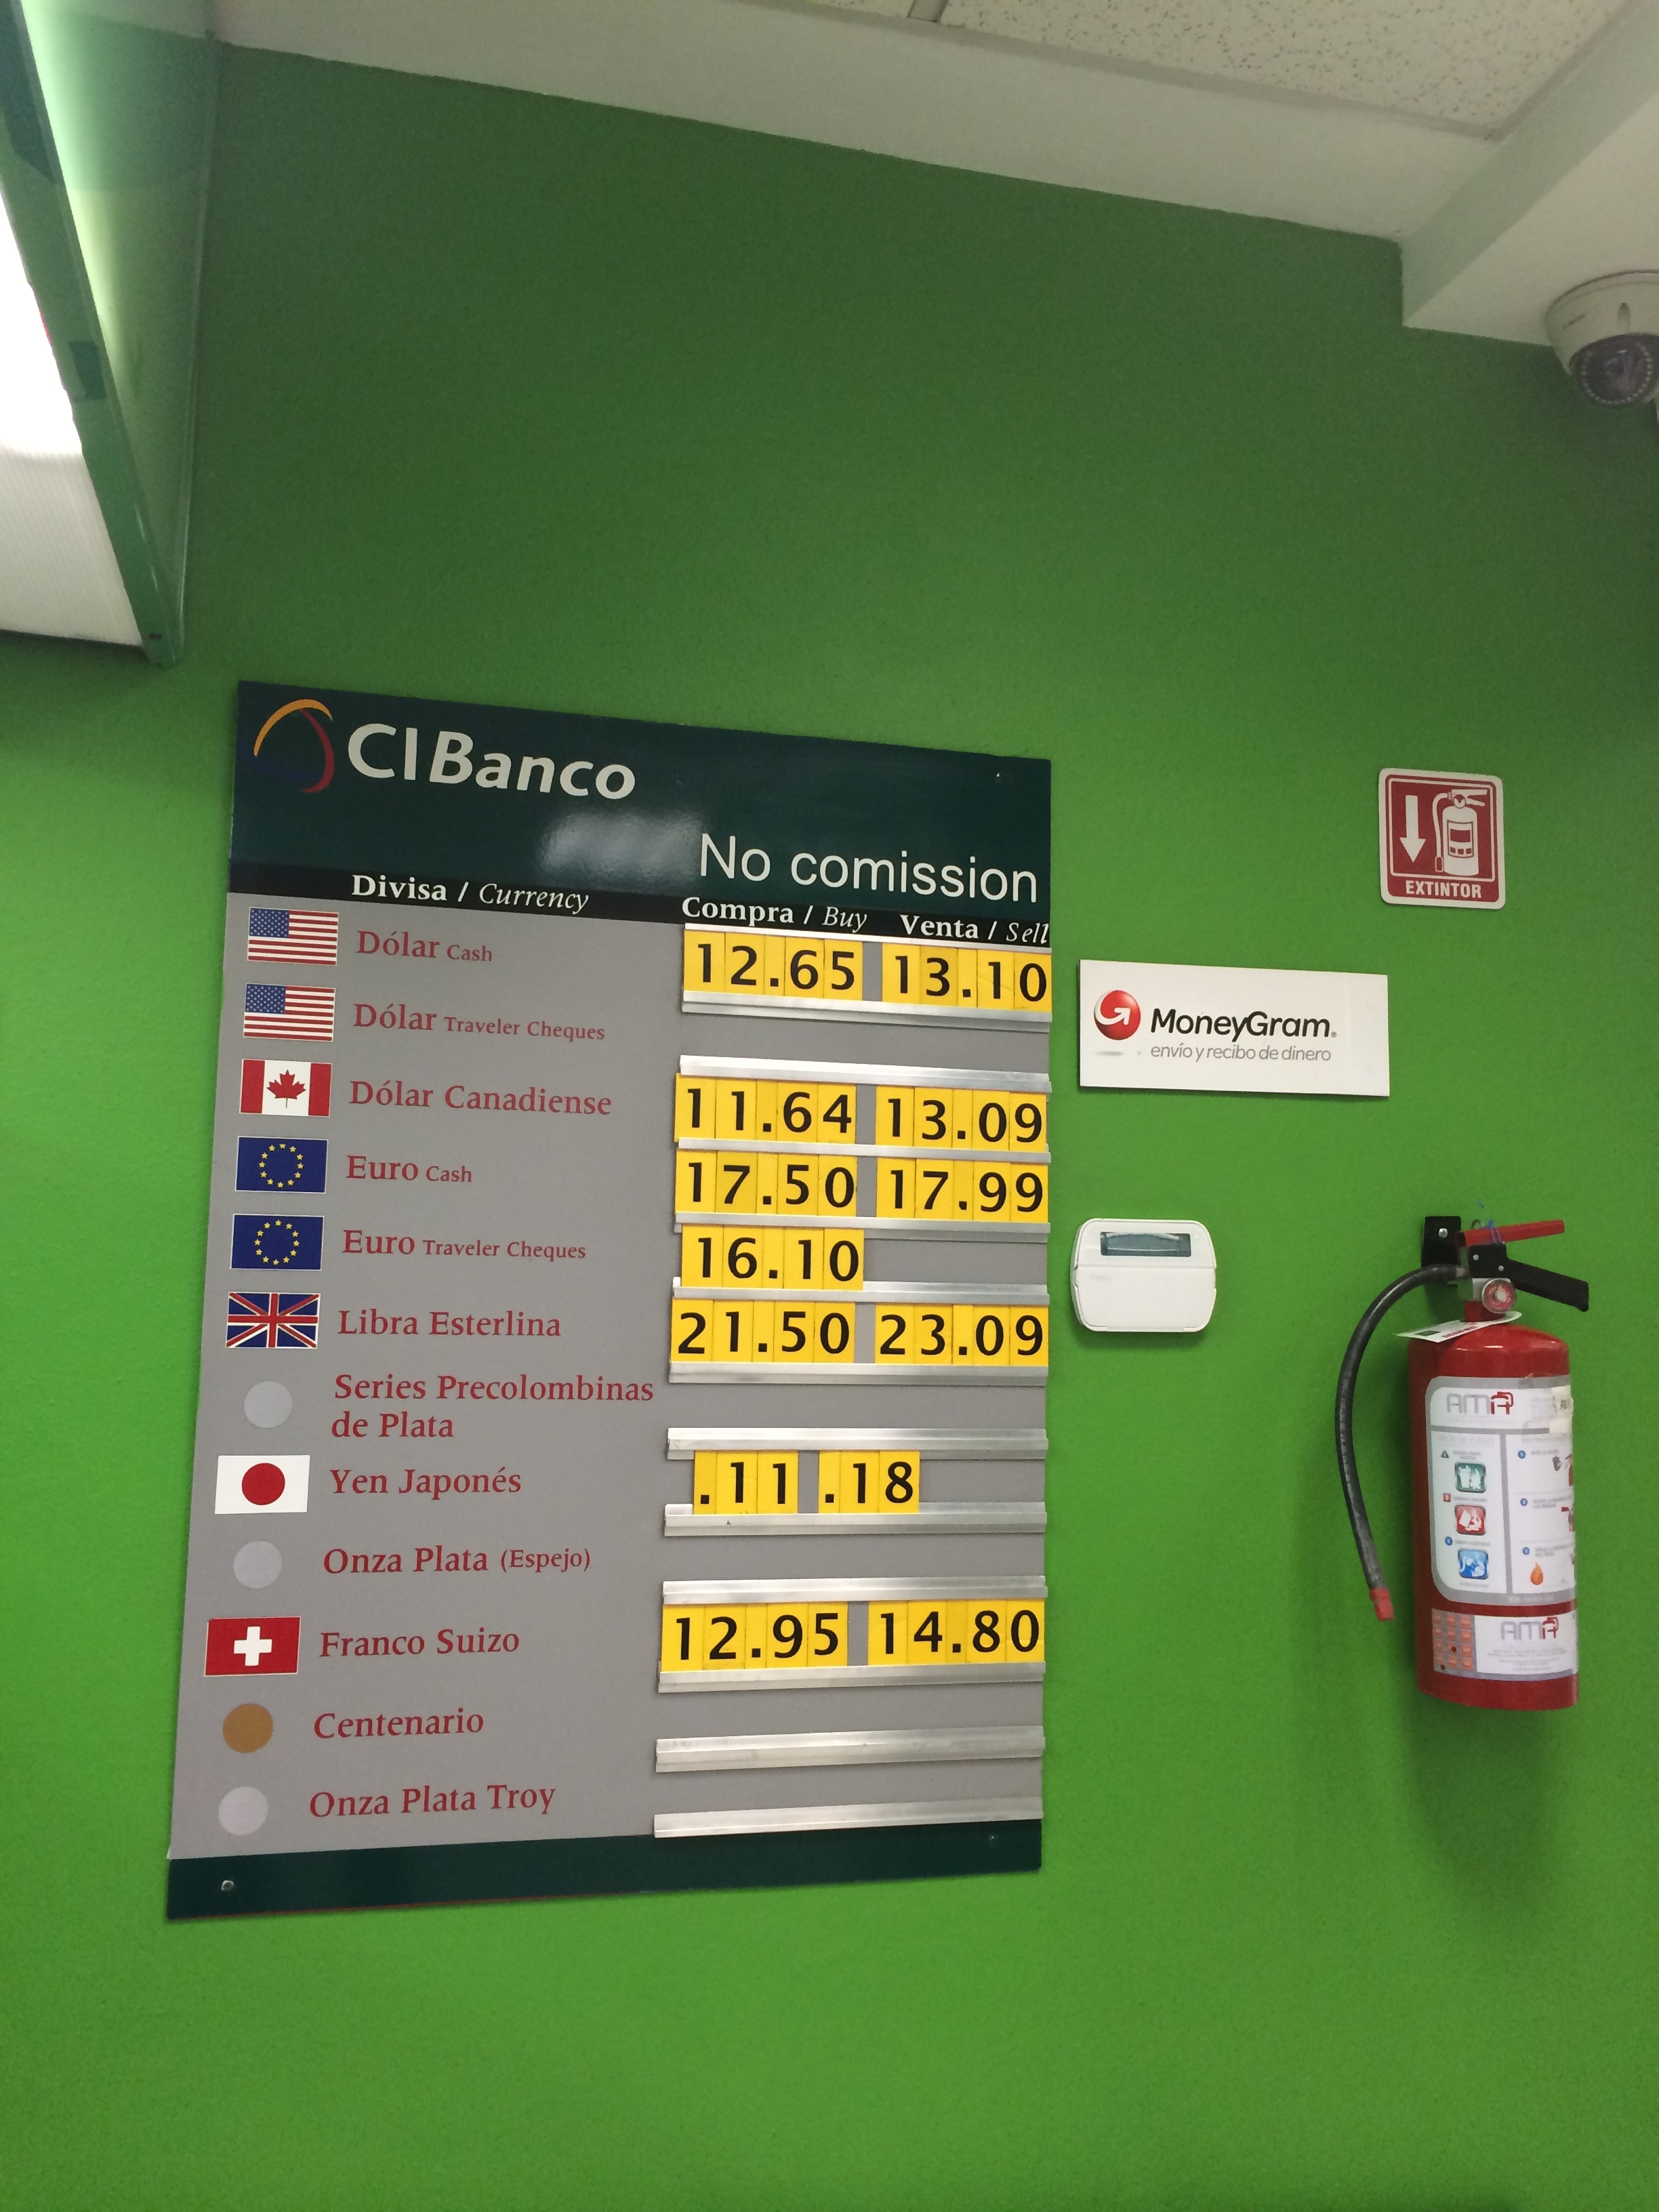 CIBanco
No comission
Divisa / Currency Compra / Buy Venta / Sell
Dólar Cash 12.65 13.10
Dólar Traveler Cheques
Dólar Canadiense 11.64 13.09
Euro Cash 17.50 17.99
Euro Traveler Cheques 16.10
Libra Esterlina 21.50 23.09
Series Precolombinas
de Plata
Yen Japonés .11 .18
Onza Plata (Espejo)
Franco Suizo 12.95 14.80
Centenario
Onza Plata Troy
MoneyGram®
envío y recibo de dinero
EXTINTOR
AMA
AMA